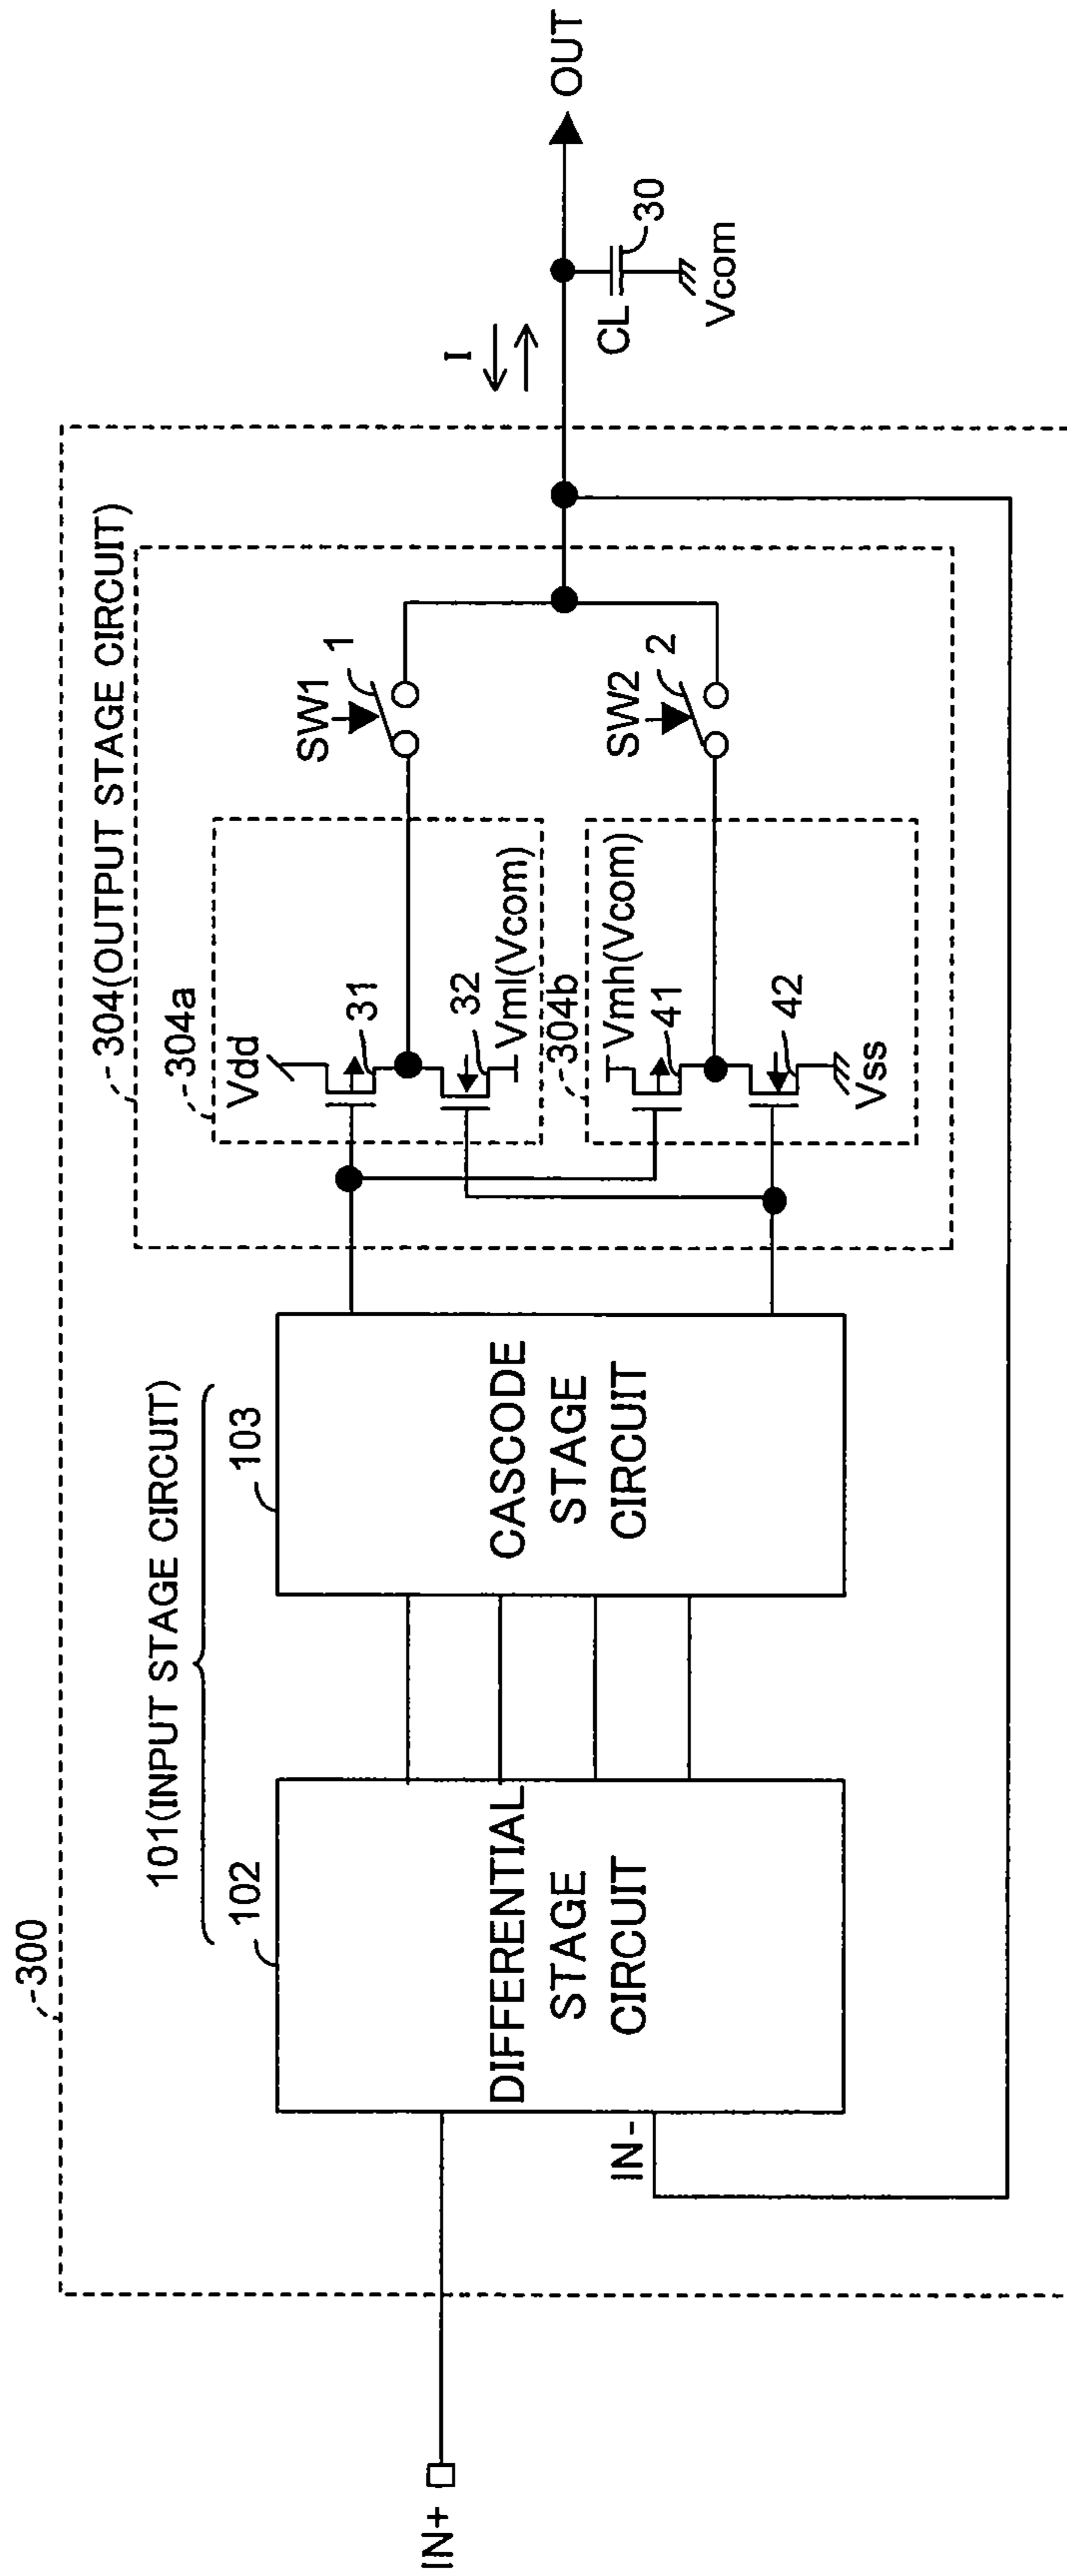 300
101(INPUT STAGE CIRCUIT)
102
103
304(OUTPUT STAGE CIRCUIT)
304a
Vdd
31
32
Vml(Vcom)
304b
Vmh(Vcom)
41
42
Vss
SW1
1
SW2
2
IN+
IN-
DIFFERENTIAL
STAGE
CIRCUIT
CASCODE
STAGE
CIRCUIT
I
CL
30
Vcom
OUT